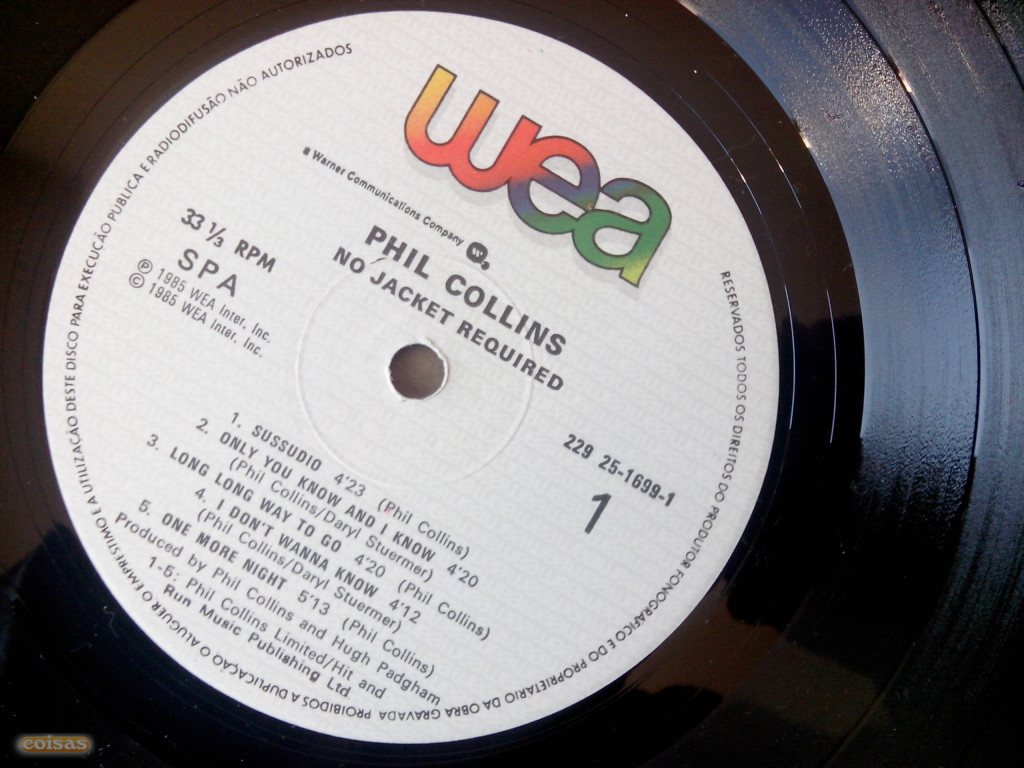 wea
a Warner Communications Company
PHIL COLLINS
NO JACKET REQUIRED
33 1/3 RPM
SPA
℗ 1985 WEA Inter. Inc.
© 1985 WEA Inter. Inc.
229 25-1699-1
1
1. SUSSUDIO 4'23 (Phil Collins)
2. ONLY YOU KNOW AND I KNOW 4'20
(Phil Collins/Daryl Stuermer)
3. LONG LONG WAY TO GO 4'20 (Phil Collins)
4. I DON'T WANNA KNOW 4'12
(Phil Collins/Daryl Stuermer)
5. ONE MORE NIGHT 5'13 (Phil Collins)
Produced by Phil Collins and Hugh Padgham
1-5: Phil Collins Limited/Hit and
Run Music Publishing Ltd.
RESERVADOS TODOS OS DIREITOS DO PRODUTOR FONOGRAFICO E DO PROPRIETARIO DA OBRA GRAVADA PROIBIDOS A DUPLICAÇAO O ALUGUER O EMPRESTIMO E A UTILIZAÇÃO DESTE DISCO PARA EXECUÇÃO PUBLICA E RADIODIFUSÃO NÃO AUTORIZADOS
coisas